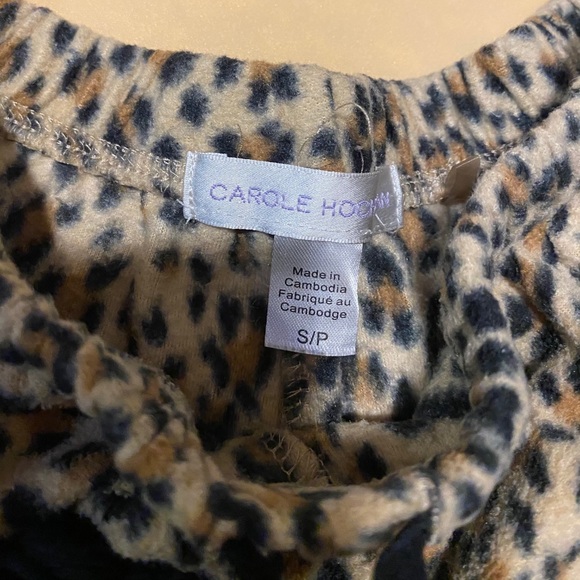 CAROLE HOCHMAN
Made in
Cambodia
Fabriqué au
Cambodge
S/P